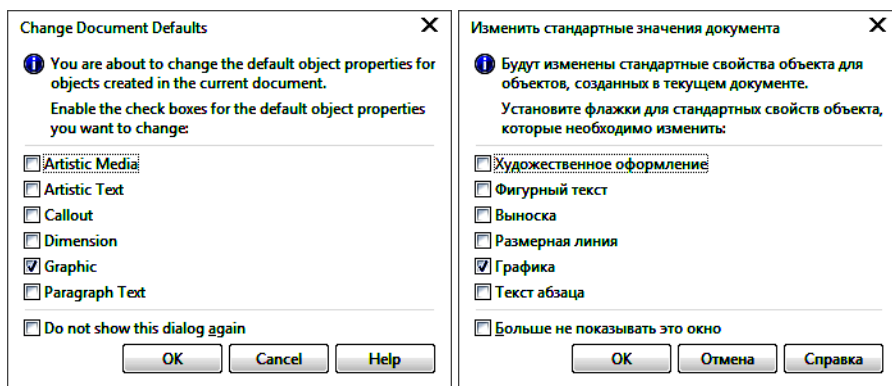 Change Document Defaults
You are about to change the default object properties for
objects created in the current document.
Enable the check boxes for the default object properties
you want to change:
Artistic Media
Artistic Text
Callout
Dimension
Graphic
Paragraph Text
Do not show this dialog again
OK
Cancel
Help
Изменить стандартные значения документа
Будут изменены стандартные свойства объекта для
объектов, созданных в текущем документе.
Установите флажки для стандартных свойств объекта,
которые необходимо изменить:
Художественное оформление
Фигурный текст
Выноска
Размерная линия
Графика
Текст абзаца
Больше не показывать это окно
OK
Отмена
Справка